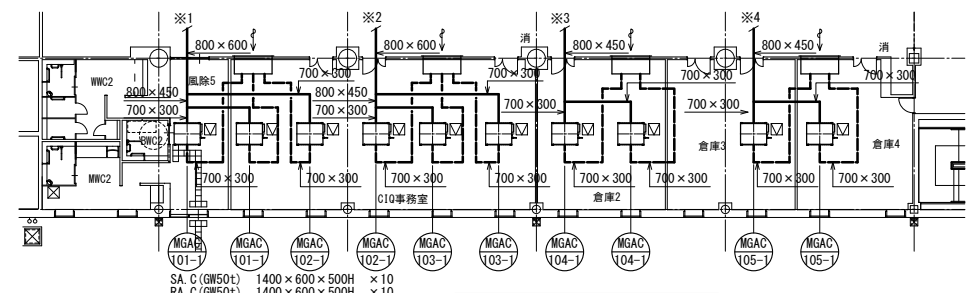 ※1 ※2 ※3 ※4
800×600 800×600 消 800×450 800×450 消
WWC2 風除5 700×300 700×300 700×300 700×300 700×300
800×450 800×450
700×300 700×300 700×300 700×300
BWC2 倉庫3 倉庫4
MWC2 700×300 700×300 700×300 700×300 700×300 700×300 700×300 700×300
CIQ事務室 倉庫2
MGAC MGAC MGAC MGAC MGAC MGAC MGAC MGAC MGAC MGAC
101-1 101-1 102-1 102-1 103-1 103-1 104-1 104-1 105-1 105-1
SA.C(GW50t) 1400×600×500H ×10
RA.C(GW50t) 1400×600×500H ×10